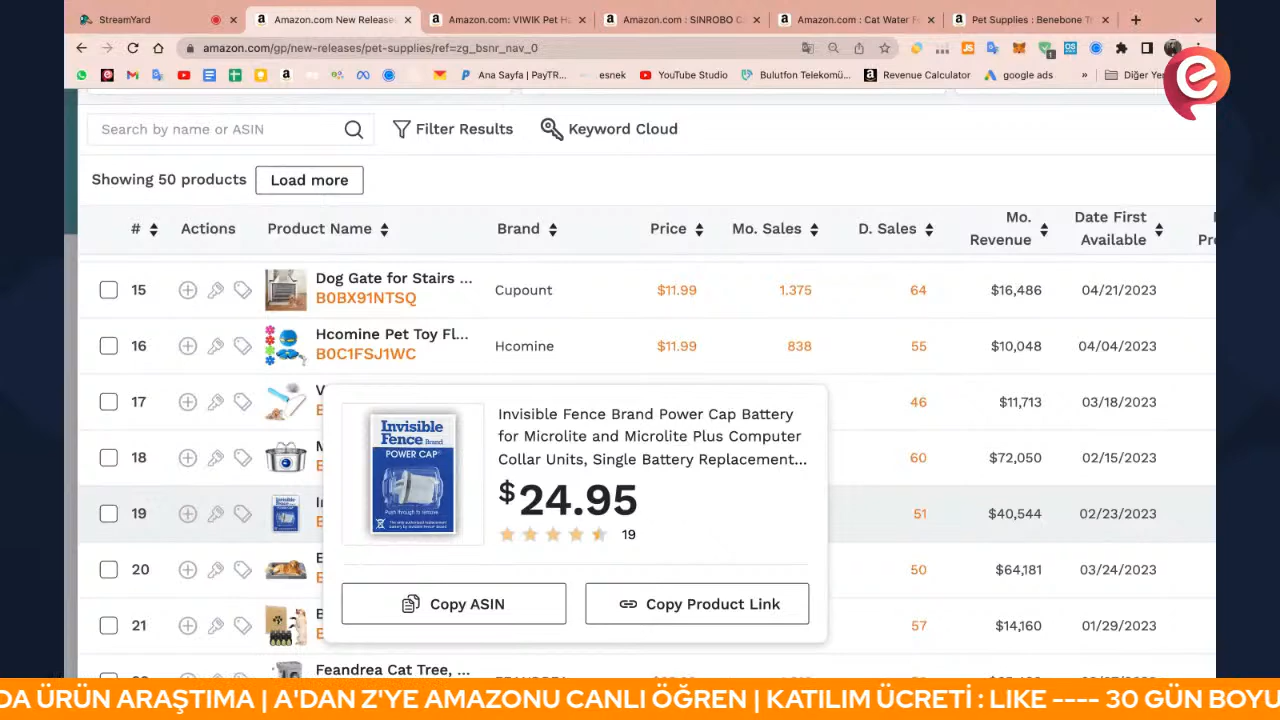 StreamYard
Amazon.com New Release
Amazon.com: VIWIK Pet H
Amazon.com : SINROBO C
Amazon.com : Cat Water F
Pet Supplies : Benebone T
amazon.com/gp/new-releases/pet-supplies/ref=zg_bsnr_nav_0
Ana Sayfa | PayTR...
esnek
YouTube Studio
Bulutfon Telekomü...
Revenue Calculator
google ads
»
Diğer Ye
Search by name or ASIN
Filter Results
Keyword Cloud
Showing 50 products
Load more
# Actions Product Name Brand Price Mo. Sales D. Sales Mo. Revenue Date First Available
15 Dog Gate for Stairs ... Cupount $11.99 1.375 64 $16,486 04/21/2023
B0BX91NTSQ
16 Hcomine Pet Toy Fl... Hcomine $11.99 838 55 $10,048 04/04/2023
B0C1FSJ1WC
17 46 $11,713 03/18/2023
18 60 $72,050 02/15/2023
19 51 $40,544 02/23/2023
20 50 $64,181 03/24/2023
21 57 $14,160 01/29/2023
Invisible Fence Brand
POWER CAP
Push through to remove
Invisible Fence Brand Power Cap Battery
for Microlite and Microlite Plus Computer
Collar Units, Single Battery Replacement...
$24.95
19
Copy ASIN
Copy Product Link
Feandrea Cat Tree, ...
DA ÜRÜN ARAŞTIMA | A'DAN Z'YE AMAZONU CANLI ÖĞREN | KATILIM ÜCRETİ : LIKE ---- 30 GÜN BOYU